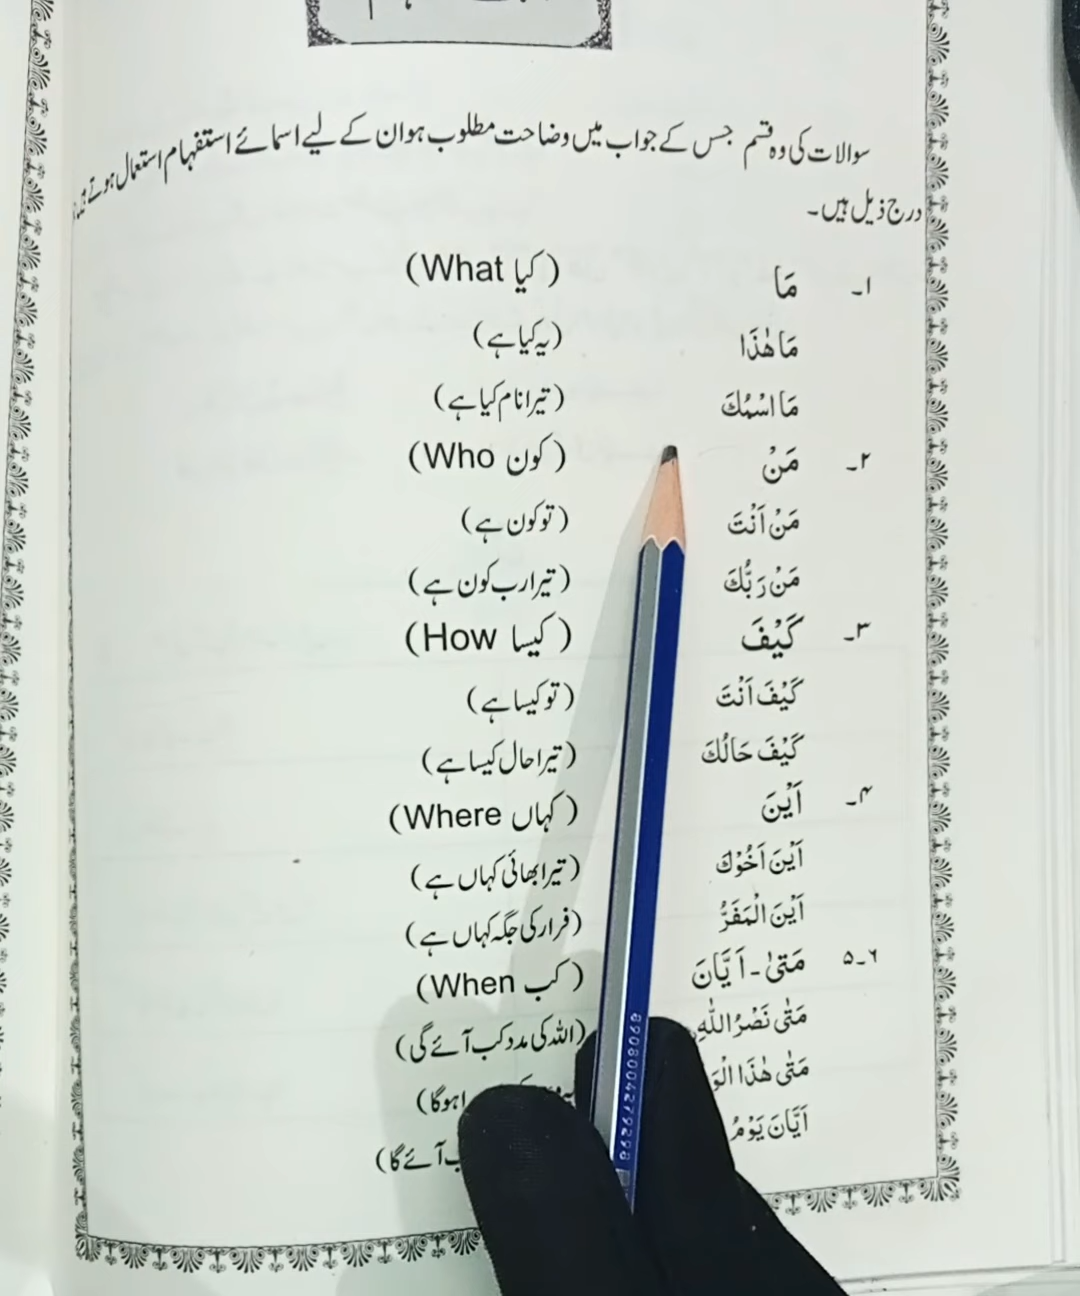 سوالات کی وہ قسم جس کے جواب میں وضاحت مطلوب ہو ان کے لیے اسمائے استفہام استعمال ہوتے ہیں۔
درج ذیل ہیں۔
۱۔ مَا (کیا What)
مَا هٰذَا (یہ کیا ہے)
مَا اسْمُكَ (تیرا نام کیا ہے)
۲۔ مَنْ (کون Who)
مَنْ اَنْتَ (تو کون ہے)
مَنْ رَبُّكَ (تیرا رب کون ہے)
۳۔ كَيْفَ (کیسا How)
كَيْفَ اَنْتَ (تو کیسا ہے)
كَيْفَ حَالُكَ (تیرا حال کیسا ہے)
۴۔ اَيْنَ (کہاں Where)
اَيْنَ اَخُوْكَ (تیرا بھائی کہاں ہے)
اَيْنَ الْمَفَرُّ (فرار کی جگہ کہاں ہے)
۵۔۶ مَتىٰ - اَيَّانَ (کب When)
مَتٰى نَصْرُ اللّٰهِ (اللہ کی مدد کب آئے گی)
مَتٰى هٰذَا ہوگا)
اَيَّانَ يَوْمُ آئے گا)
8908004279298